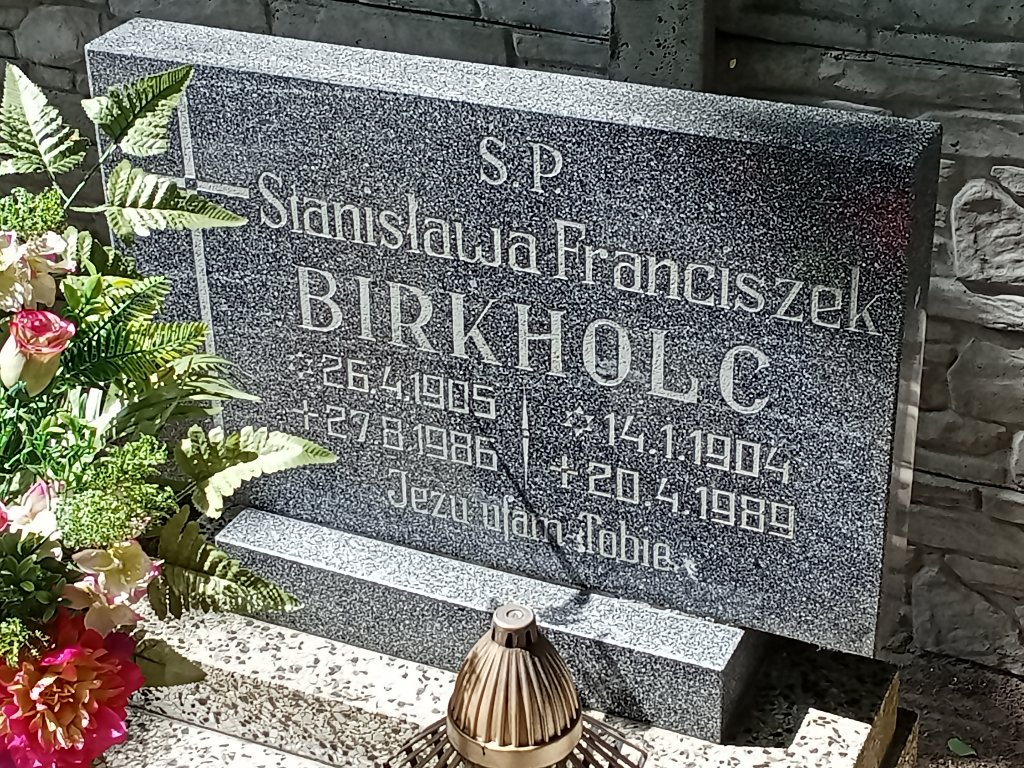 Ś.P.
Stanisława Franciszek
BIRKHOLC
✡ 26.4.1905 ✡ 14.1.1904
+27.8.1986 +20.4.1989
Jezu ufam Tobie